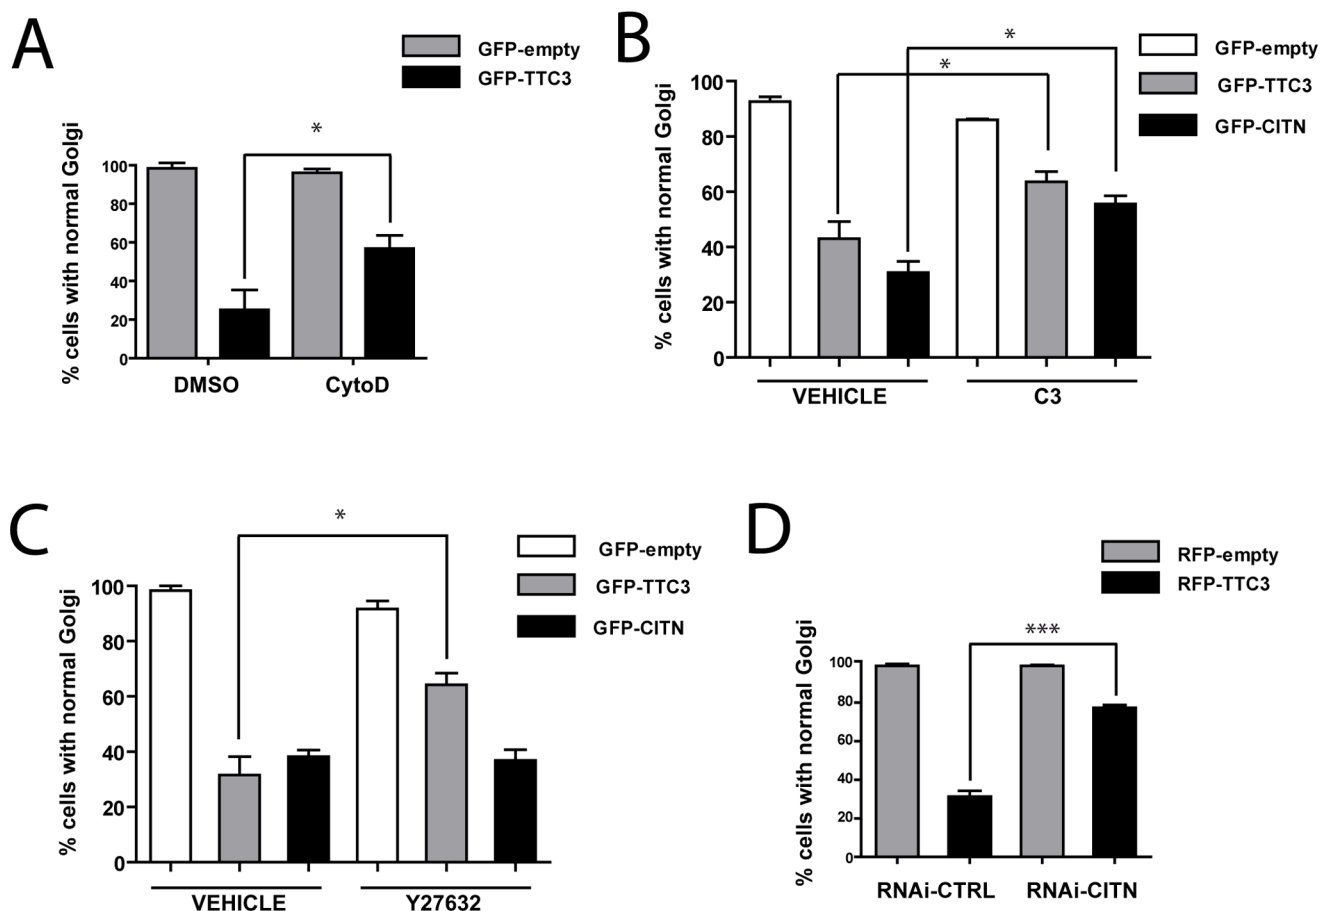 A
GFP-empty
GFP-TTC3
*
% cells with normal Golgi
100
80
60
40
20
0
DMSO
CytoD
B
GFP-empty
GFP-TTC3
GFP-CITN
*
*
% cells with normal Golgi
100
80
60
40
20
0
VEHICLE
C3
C
GFP-empty
GFP-TTC3
GFP-CITN
*
% cells with normal Golgi
100
80
60
40
20
0
VEHICLE
Y27632
D
RFP-empty
RFP-TTC3
***
% cells with normal Golgi
100
80
60
40
20
0
RNAi-CTRL
RNAi-CITN